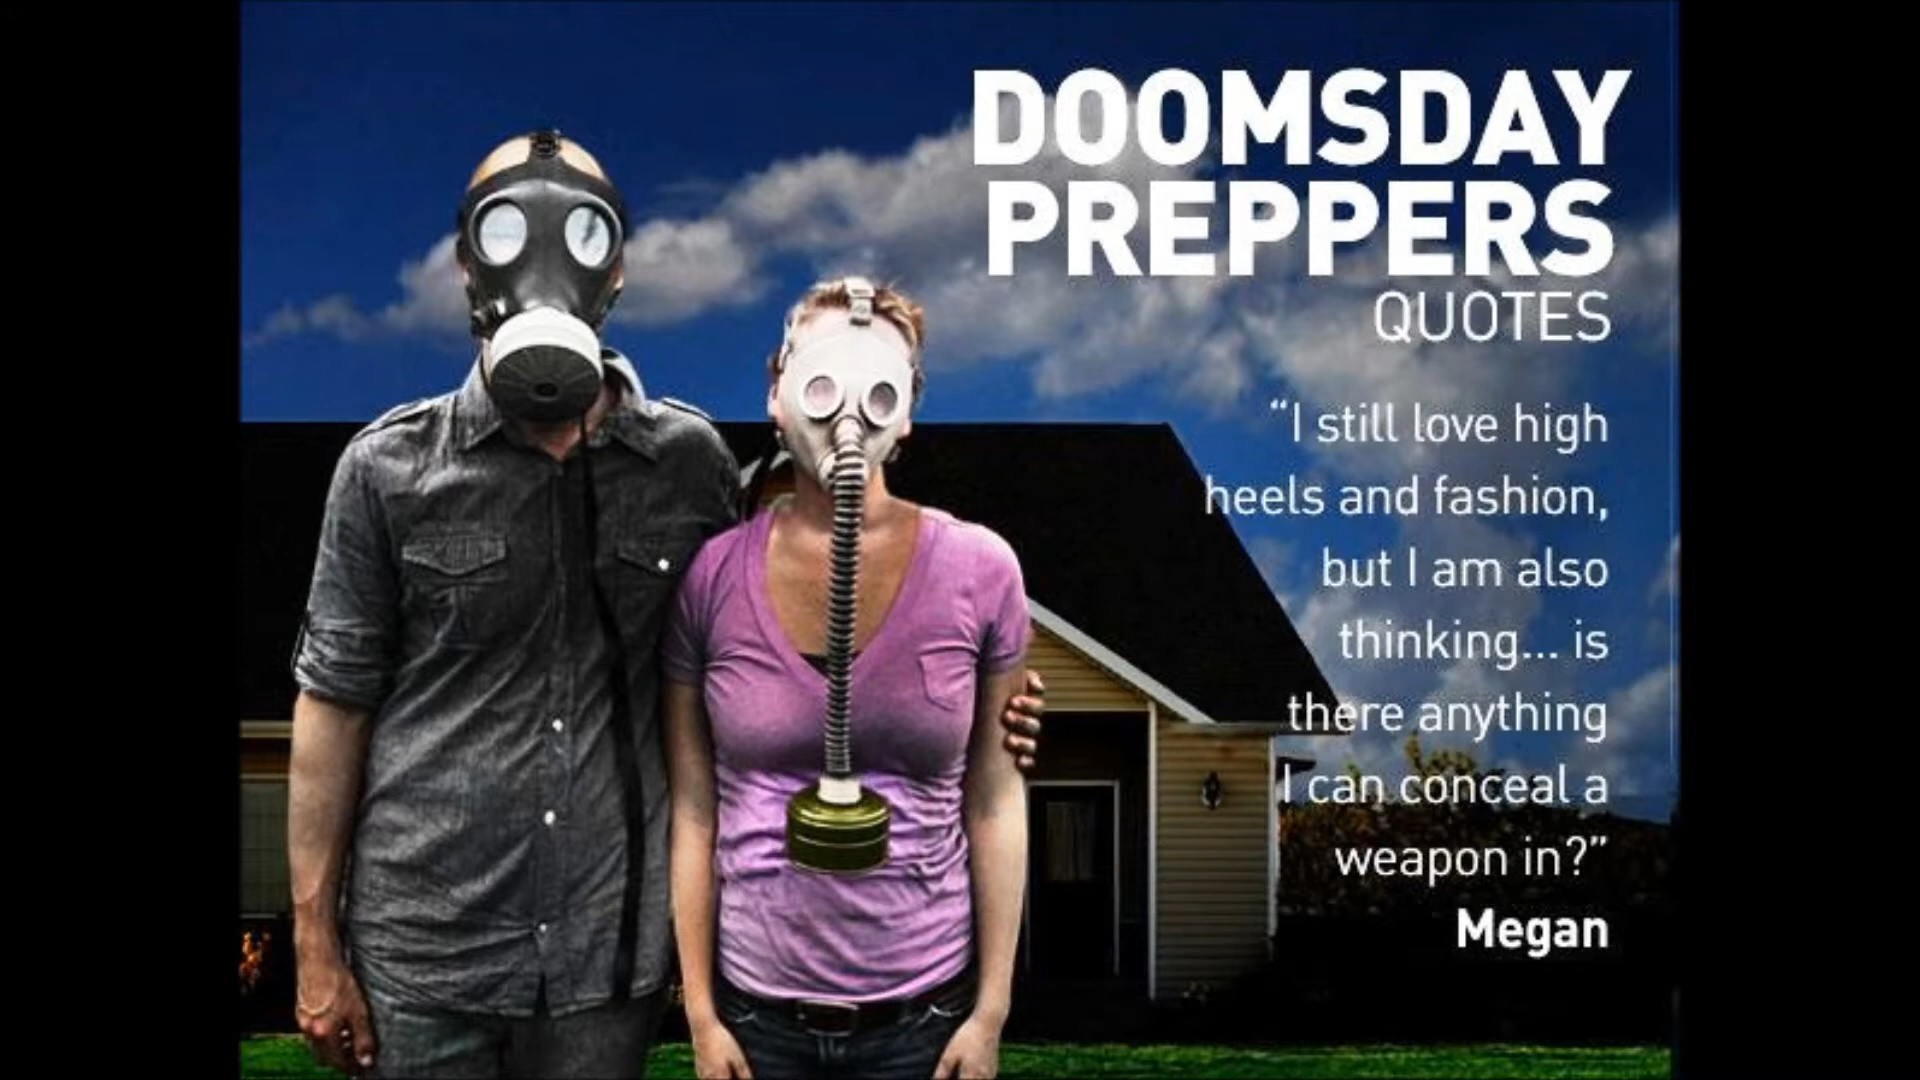 DOOMSDAY
PREPPERS
QUOTES
“I still love high
heels and fashion,
but I am also
thinking... is
there anything
I can conceal a
weapon in?”
Megan